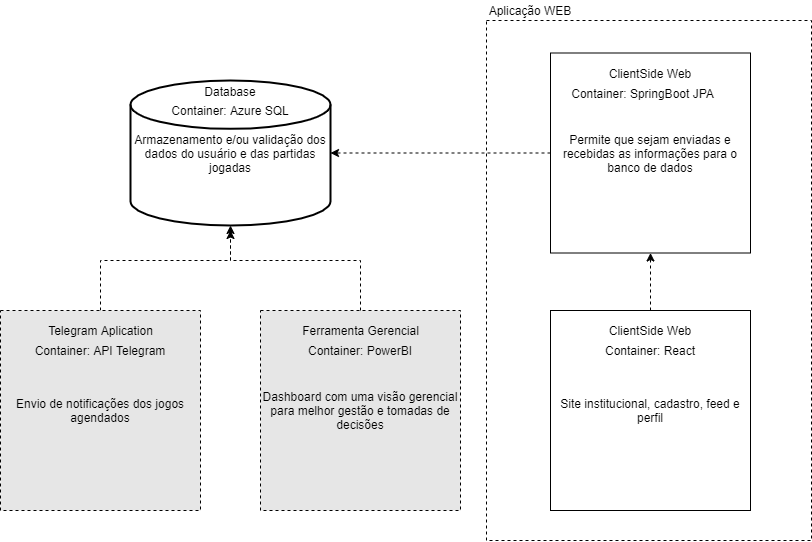 Aplicação WEB
Database
Container: Azure SQL
Armazenamento e/ou validação dos
dados do usuário e das partidas
jogadas
ClientSide Web
Container: SpringBoot JPA
Permite que sejam enviadas e
recebidas as informações para o
banco de dados
Telegram Aplication
Container: API Telegram
Envio de notificações dos jogos
agendados
Ferramenta Gerencial
Container: PowerBI
Dashboard com uma visão gerencial
para melhor gestão e tomadas de
decisões
ClientSide Web
Container: React
Site institucional, cadastro, feed e
perfil